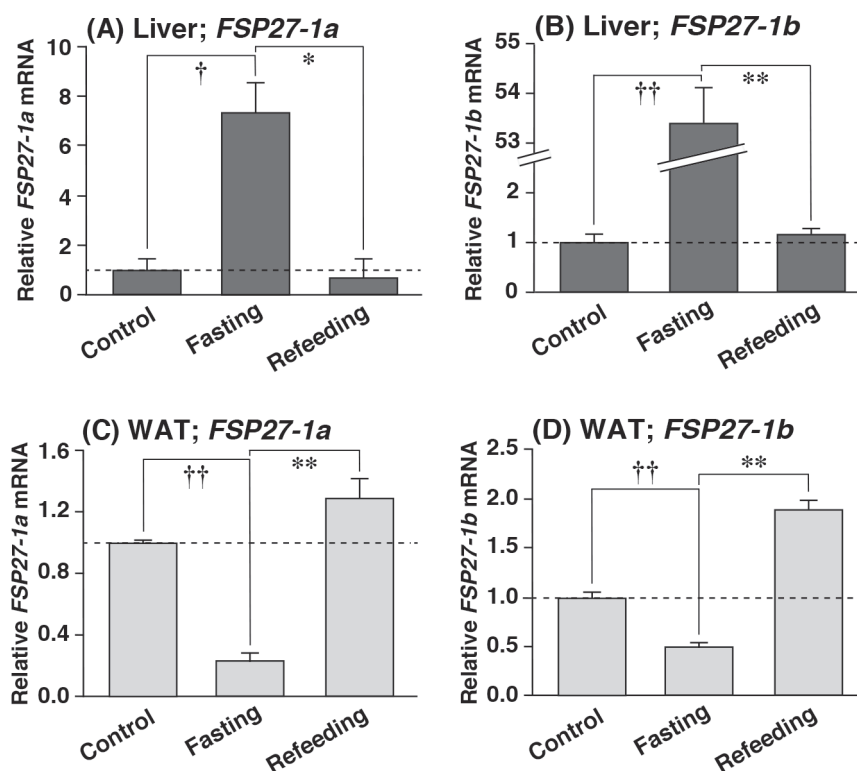 (A) Liver; FSP27-1a
Relative FSP27-1a mRNA
10
8
6
4
2
0
†
*
Control
Fasting
Refeeding
(B) Liver; FSP27-1b
Relative FSP27-1b mRNA
55
54
53
2
1
0
††
**
Control
Fasting
Refeeding
(C) WAT; FSP27-1a
Relative FSP27-1a mRNA
1.6
1.2
0.8
0.4
0.0
††
**
Control
Fasting
Refeeding
(D) WAT; FSP27-1b
Relative FSP27-1b mRNA
2.5
2.0
1.5
1.0
0.5
0.0
††
**
Control
Fasting
Refeeding